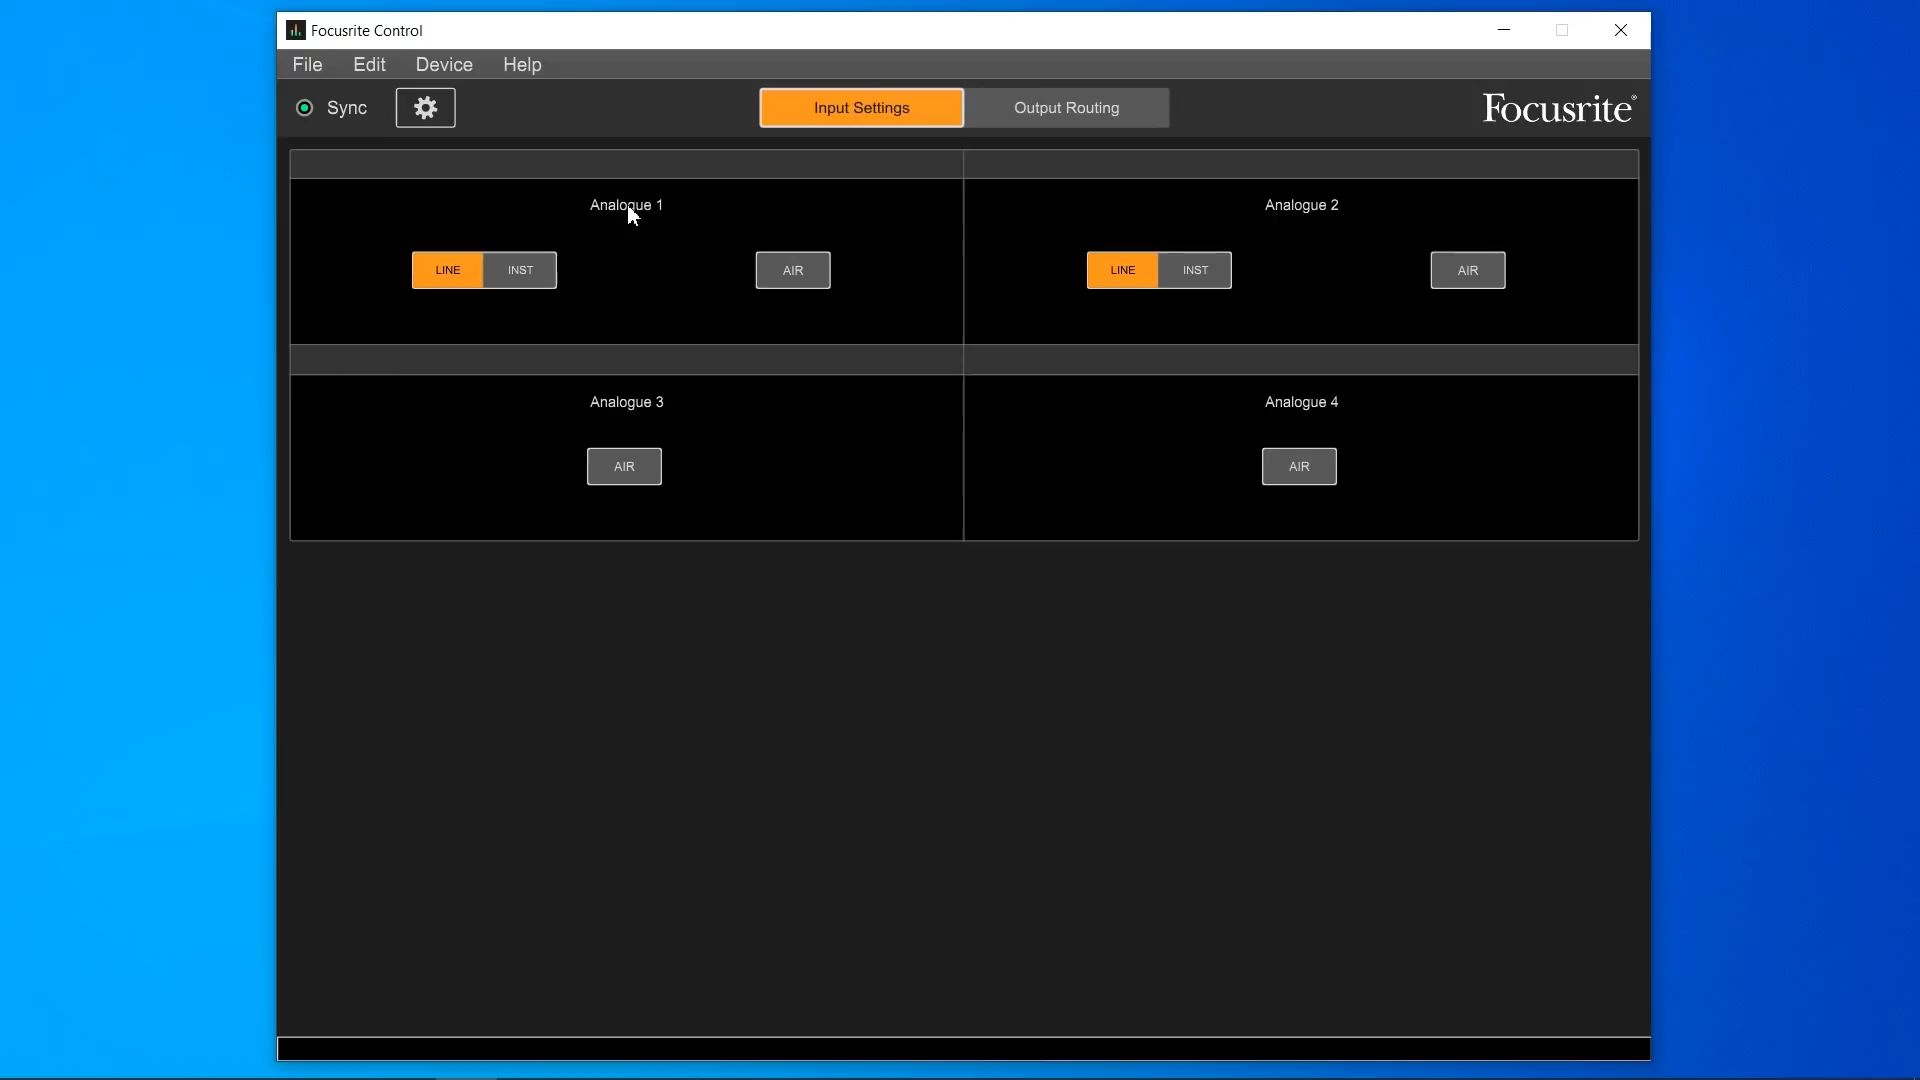 Focusrite Control
File Edit Device Help
Sync Input Settings Output Routing Focusrite®
Analogue 1 Analogue 2
LINE INST AIR LINE INST AIR
Analogue 3 Analogue 4
AIR AIR